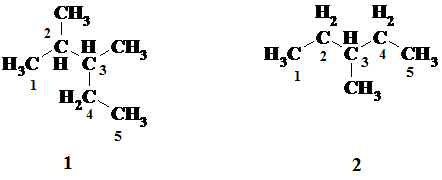 CH3
2
C H CH3
H3C H C 3
1
H2C
4 CH3
5
1
H2 H2
C H C
H3C 2 C 4 CH3
1 3 5
CH3
2